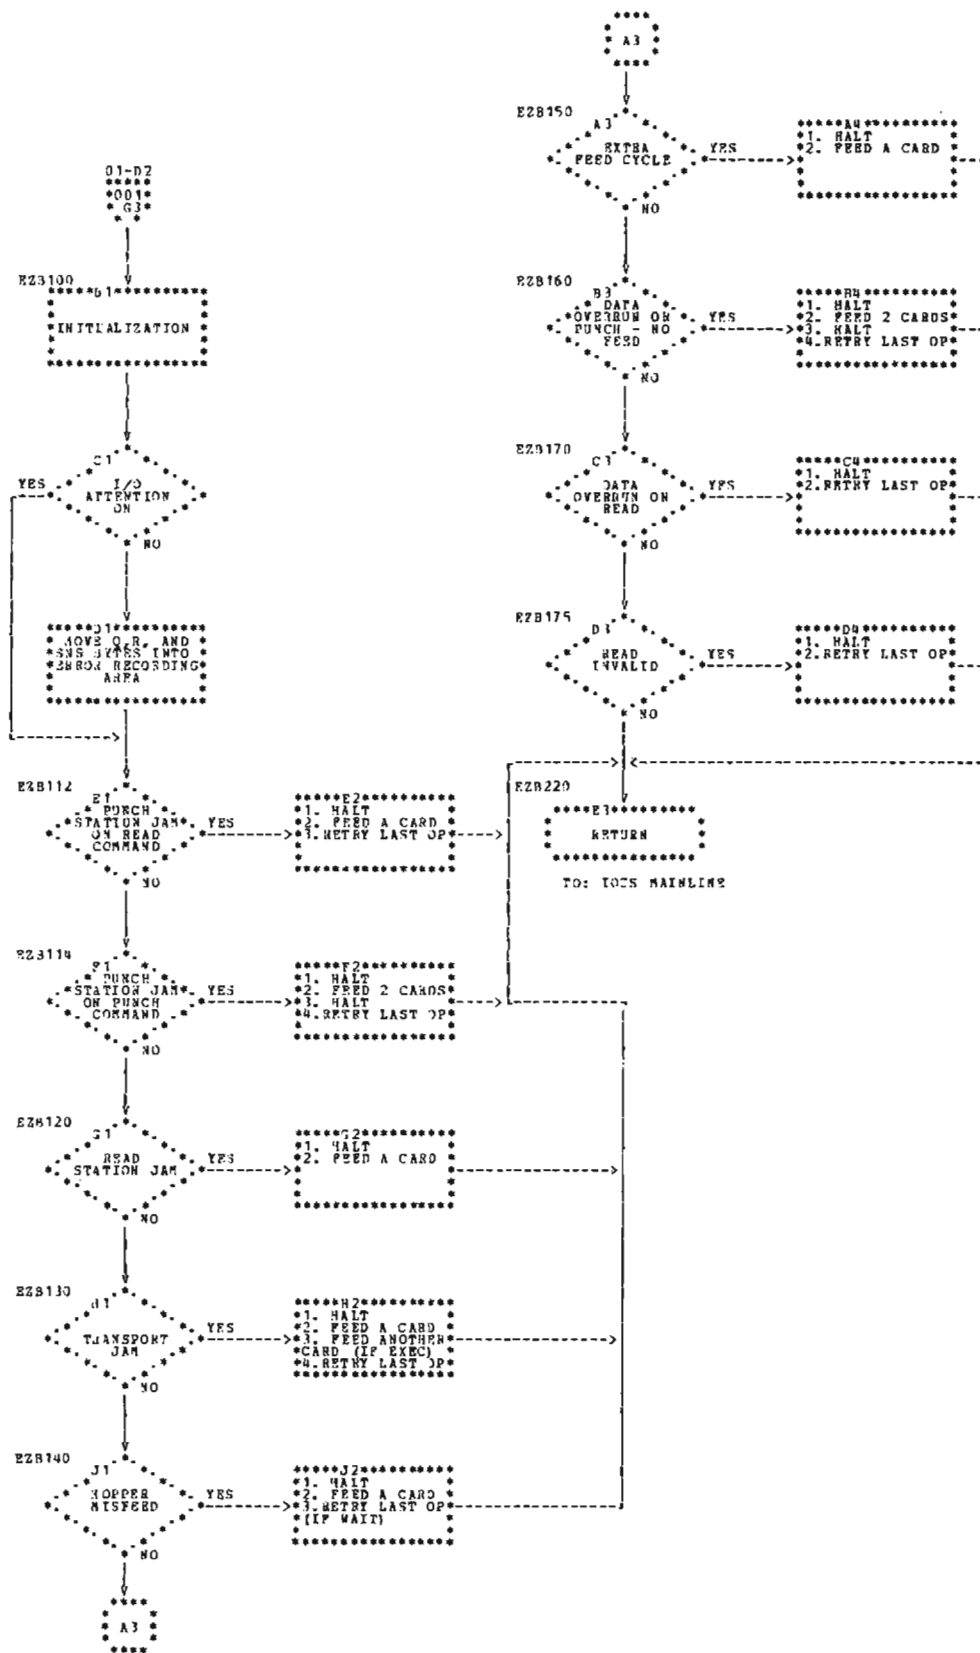 01-D2
*001*
G3*
EZB100
B1
INITIALIZATION
C1
I/O
ATTENTION
ON
YES
NO
D1
MOVE Q,R, AND
SNS BYTES INTO
ERROR RECORDING
AREA
EZB112
E1
PUNCH
STATION JAM
ON READ
COMMAND
YES
NO
E2
1. HALT
2. FEED A CARD
3.RETRY LAST OP
EZB114
F1
PUNCH
STATION JAM
ON PUNCH
COMMAND
YES
NO
F2
1. HALT
2. FEED 2 CARDS
3. HALT
4.RETRY LAST OP
EZB120
G1
READ
STATION JAM
YES
NO
G2
1. HALT
2. FEED A CARD
EZB130
H1
TRANSPORT
JAM
YES
NO
H2
1. HALT
2. FEED A CARD
3. FEED ANOTHER
CARD (IF EXEC)
4.RETRY LAST OP
EZB140
J1
HOPPER
MISFEED
YES
NO
J2
1. HALT
2. FEED A CARD
3.RETRY LAST OP
(IF WAIT)
A3
A3
EZB150
A3
EXTRA
FEED CYCLE
YES
NO
A4
1. HALT
2. FEED A CARD
EZB160
B3
DATA
OVERRUN OR
PUNCH - NO
FEED
YES
NO
B4
1. HALT
2. FEED 2 CARDS
3. HALT
4.RETRY LAST OP
EZB170
C3
DATA
OVERRUN ON
READ
YES
NO
C4
1. HALT
2.RETRY LAST OP
EZB175
D3
READ
INVALID
YES
NO
D4
1. HALT
2.RETRY LAST OP
EZB220
E3
RETURN
TO: IOCS MAINLINE